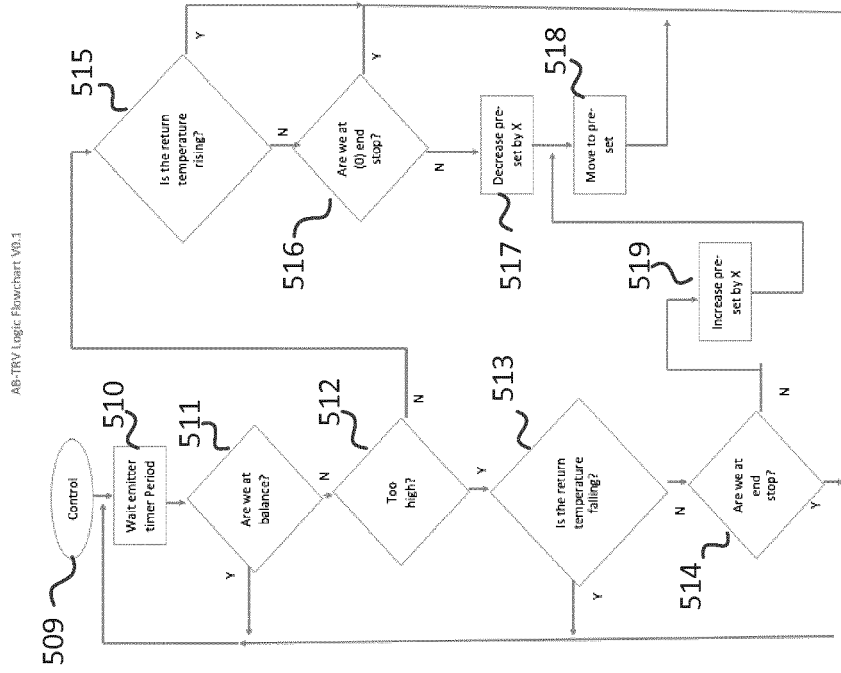 AB-TRV Logic Flowchart V0.1
509
Control
510
Wait emitter
timer Period
511
Are we at
balance?
Y
N
512
Too
high?
N
Y
513
Is the return
temperature
falling?
Y
N
514
Are we at
end
stop?
N
Y
515
Is the return
temperature
rising?
Y
N
516
Are we at
(0) end
stop?
Y
N
517
Decrease pre-
set by X
518
Move to pre-
set
519
Increase pre-
set by X